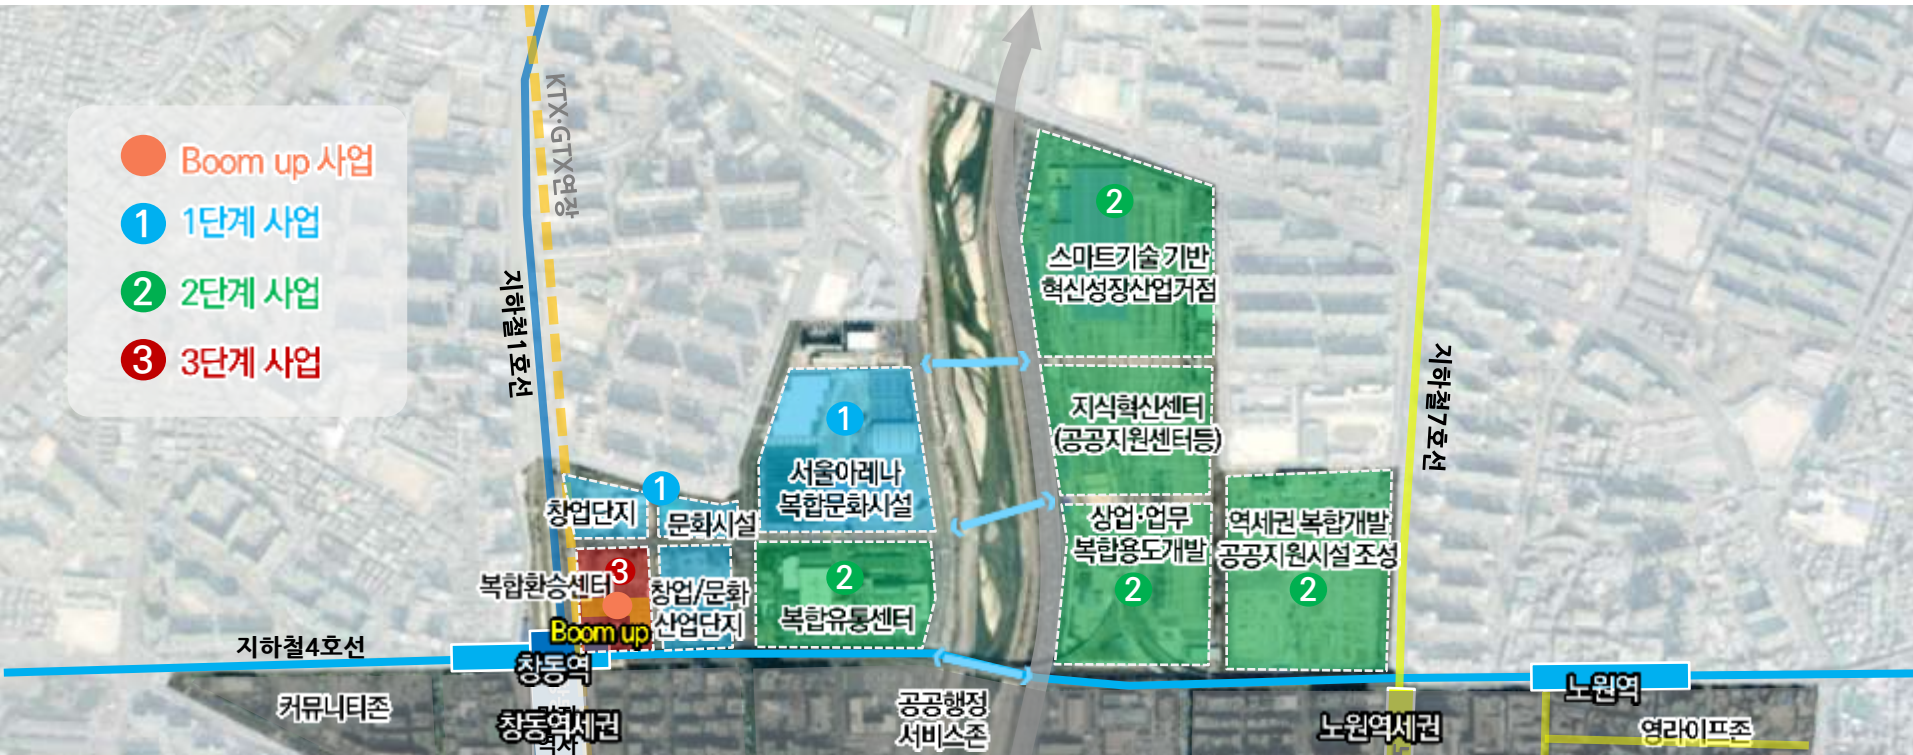 Boom up 사업
1 1단계 사업
2 2단계 사업
3 3단계 사업
KTX·GTX연장
지하철1호선
지하철7호선
2
스마트기술 기반
혁신성장산업거점
지식혁신센터
(공공지원센터등)
1
서울아레나
복합문화시설
1
창업단지
문화시설
상업·업무
복합용도개발
2
역세권 복합개발
공공지원시설 조성
2
3
복합환승센터
Boom up
창업/문화
산업단지
2
복합유통센터
지하철4호선
창동역
노원역
커뮤니티존
창동역세권
역사
공공행정
서비스존
노원역세권
영라이프존